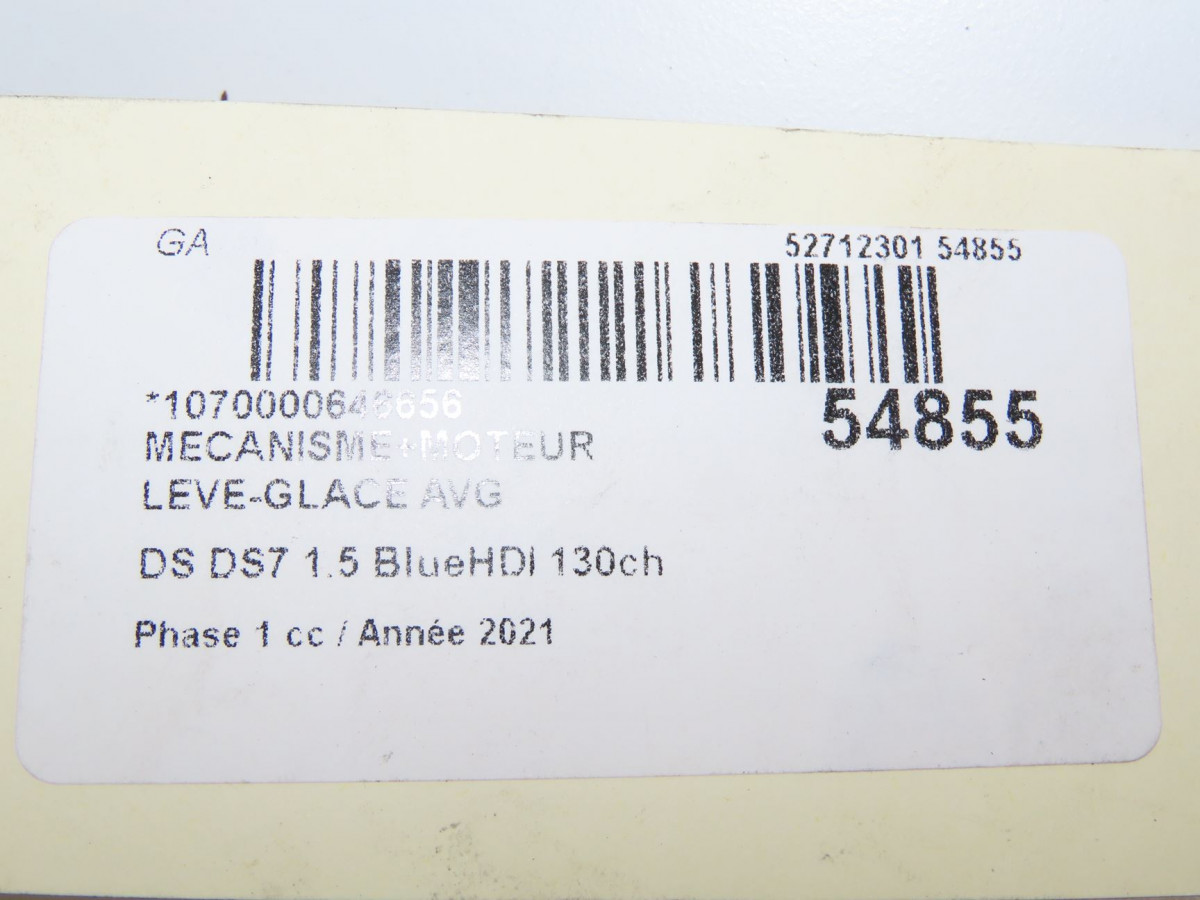 GA 52712301 54855
*1070000646656 54855
MECANISME+MOTEUR
LEVE-GLACE AVG
DS DS7 1.5 BlueHDI 130ch
Phase 1 cc / Année 2021